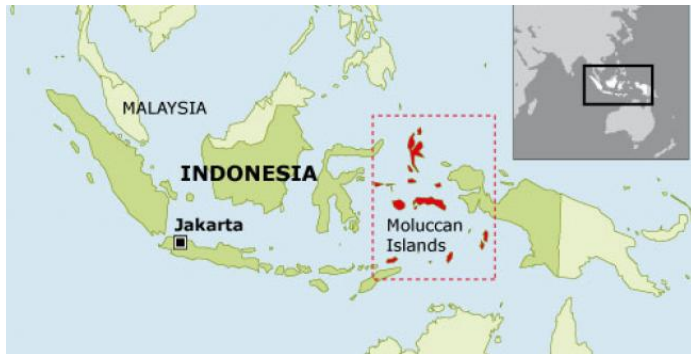 MALAYSIA
INDONESIA
Jakarta
Moluccan
Islands